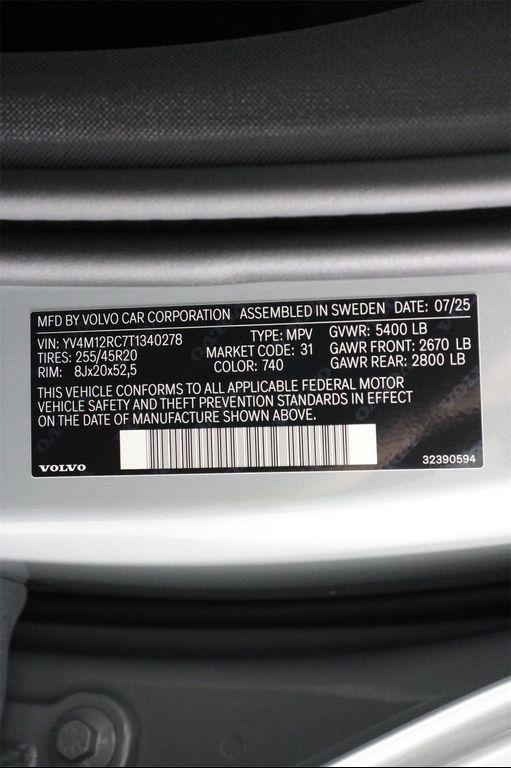 MFD BY VOLVO CAR CORPORATION ASSEMBLED IN SWEDEN DATE: 07/25
VIN: YV4M12RC7T1340278 TYPE: MPV GVWR: 5400 LB
TIRES: 255/45R20 MARKET CODE: 31 GAWR FRONT: 2670 LB
RIM: 8Jx20x52,5 COLOR: 740 GAWR REAR: 2800 LB
THIS VEHICLE CONFORMS TO ALL APPLICABLE FEDERAL MOTOR
VEHICLE SAFETY AND THEFT PREVENTION STANDARDS IN EFFECT
ON THE DATE OF MANUFACTURE SHOWN ABOVE.
VOLVO 32390594